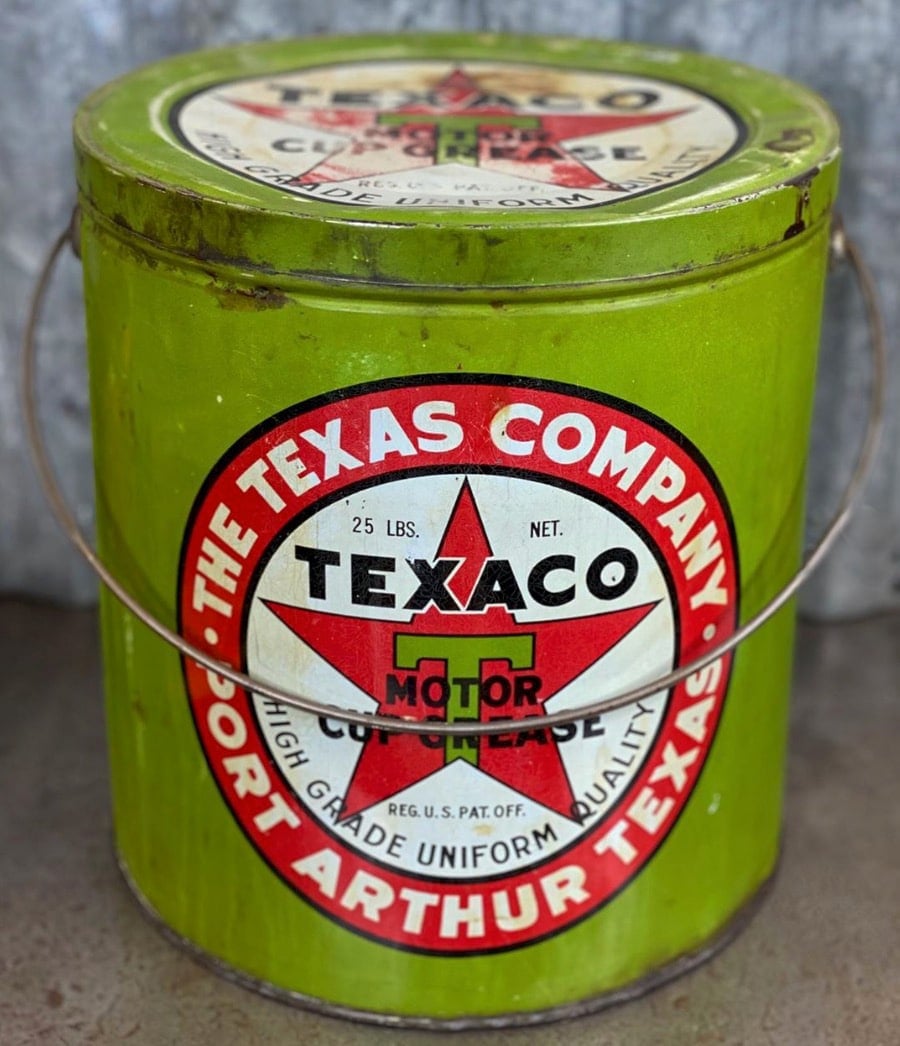 TEXACO
MOTOR
CUP GREASE
REG. U.S. PAT. OFF.
HIGH GRADE UNIFORM QUALITY
THE TEXAS COMPANY
25 LBS. NET.
TEXACO
T
MOTOR
CUP GREASE
REG. U.S. PAT. OFF.
HIGH GRADE UNIFORM QUALITY
PORT ARTHUR TEXAS